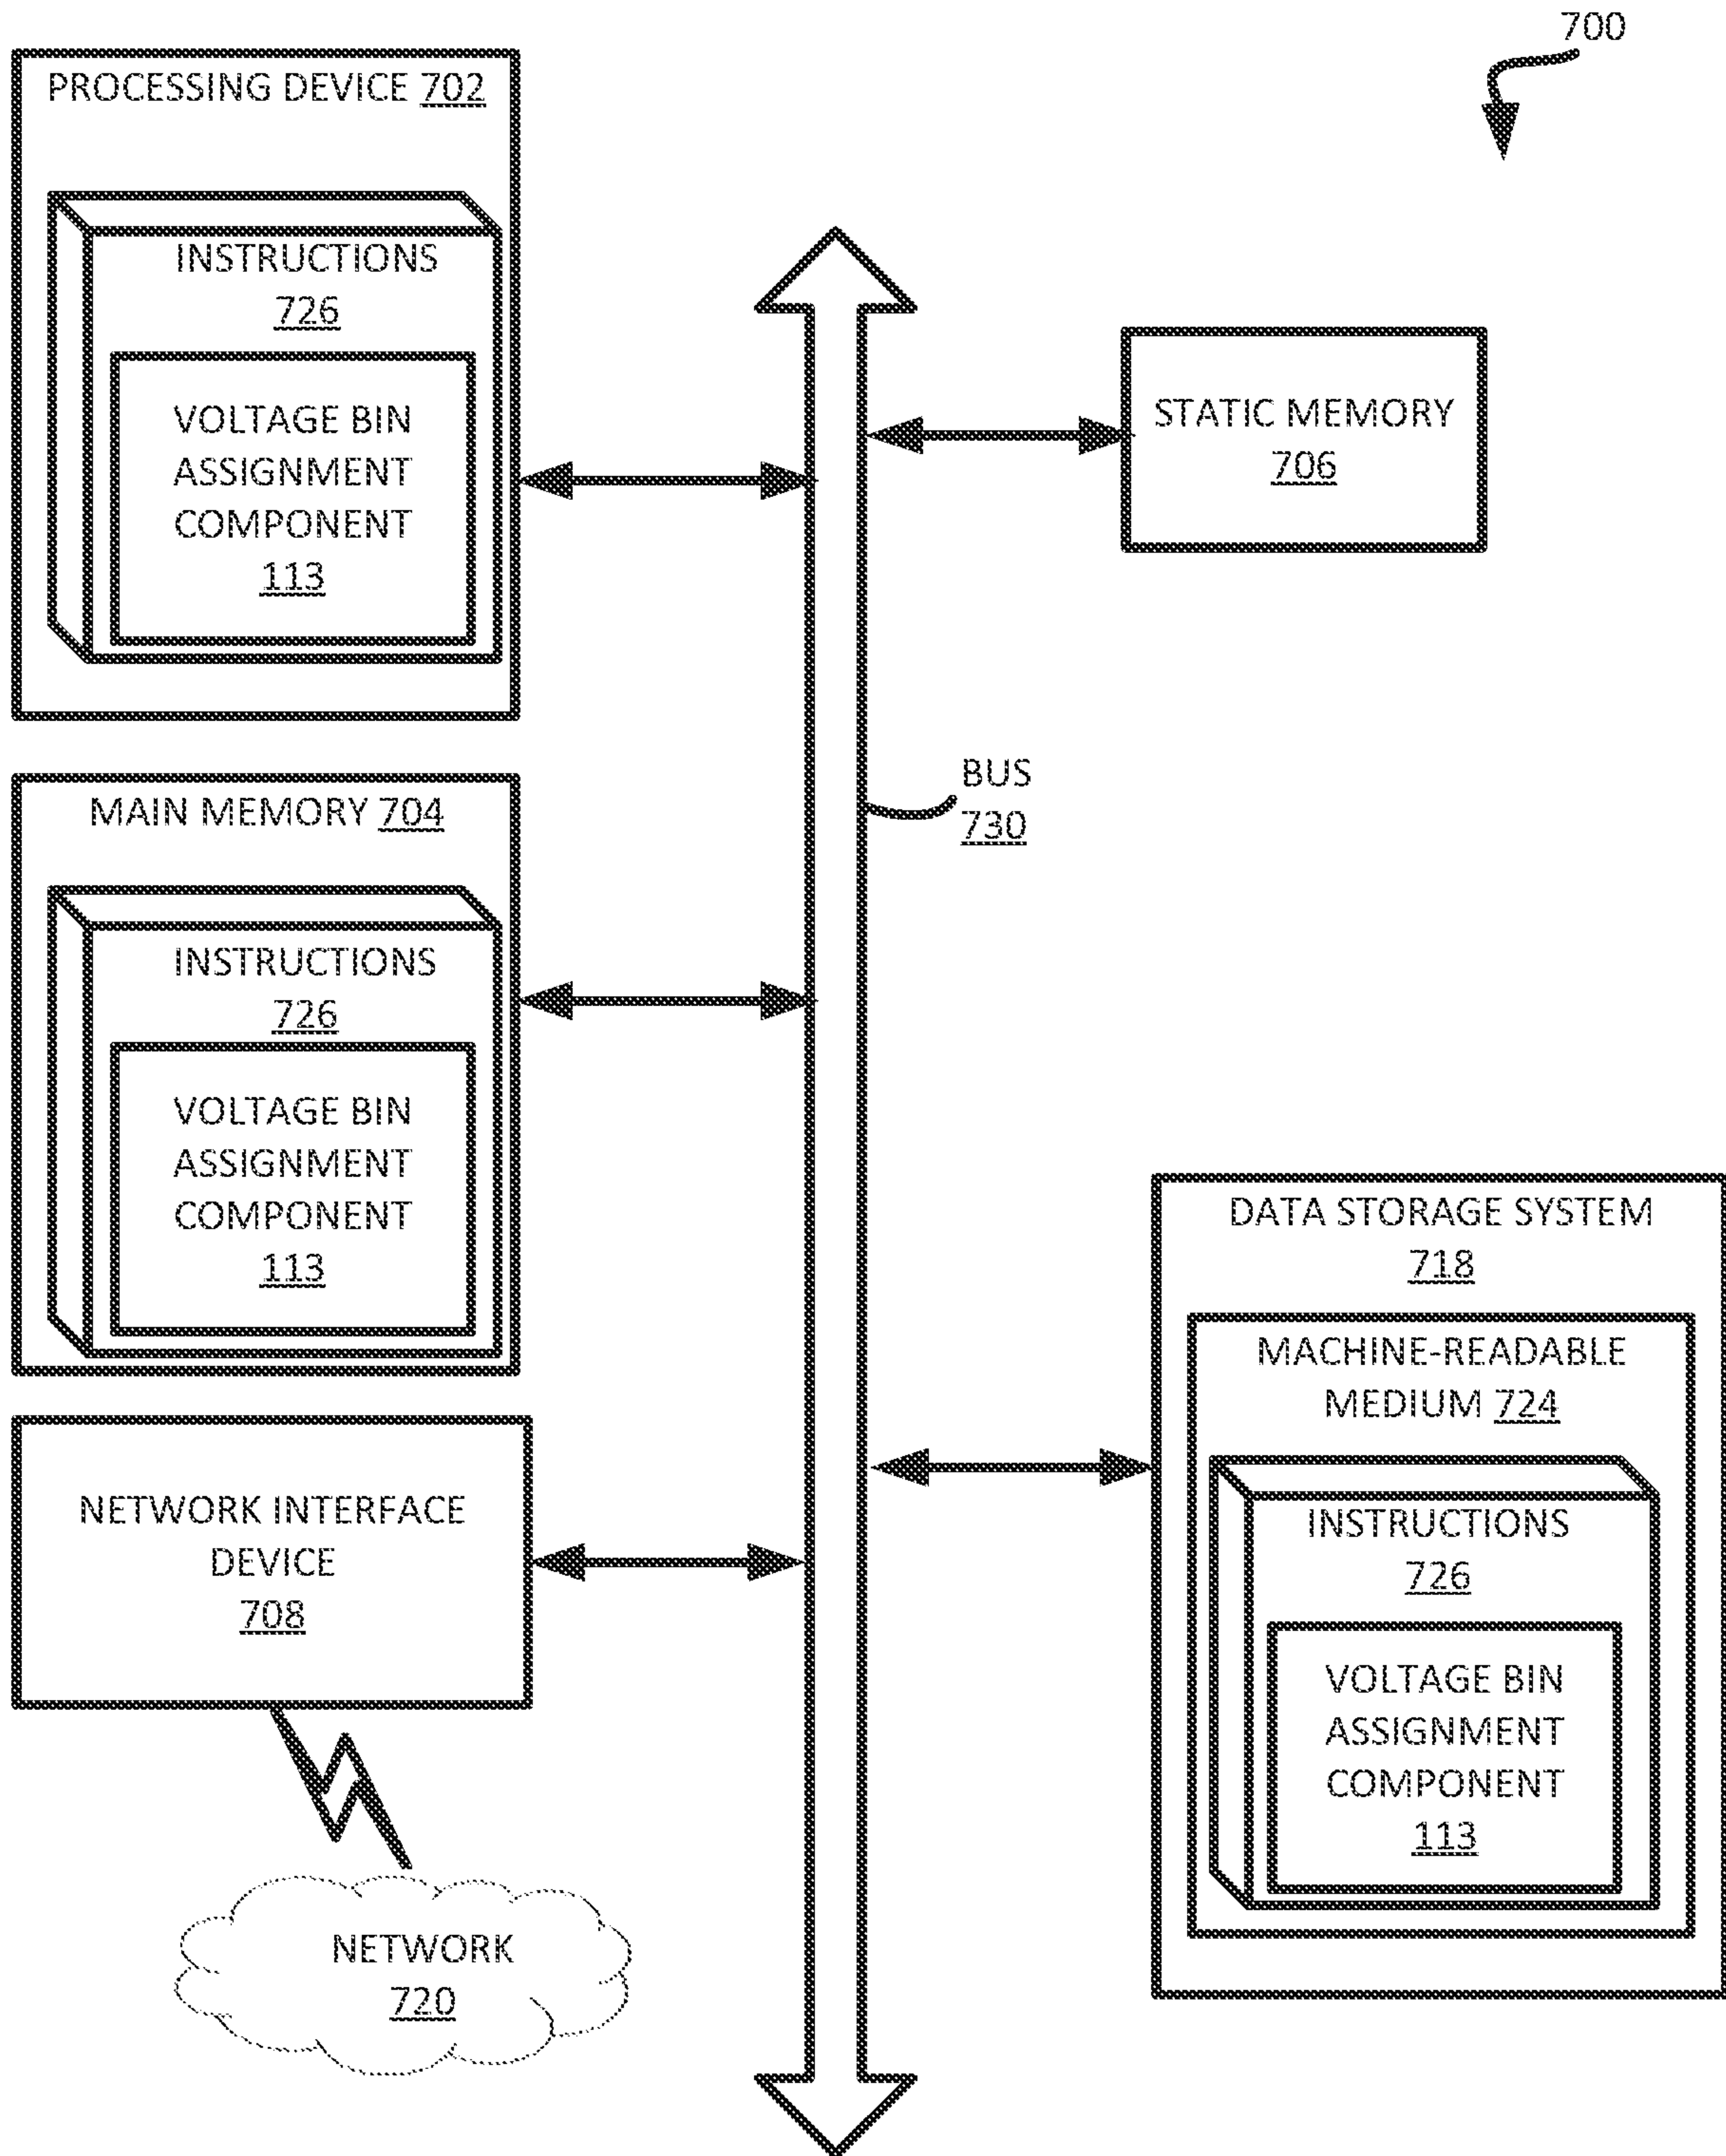 700
PROCESSING DEVICE 702
INSTRUCTIONS
726
VOLTAGE BIN
ASSIGNMENT
COMPONENT
113
STATIC MEMORY
706
BUS
730
MAIN MEMORY 704
INSTRUCTIONS
726
VOLTAGE BIN
ASSIGNMENT
COMPONENT
113
DATA STORAGE SYSTEM
718
MACHINE-READABLE
MEDIUM 724
INSTRUCTIONS
726
VOLTAGE BIN
ASSIGNMENT
COMPONENT
113
NETWORK INTERFACE
DEVICE
708
NETWORK
720